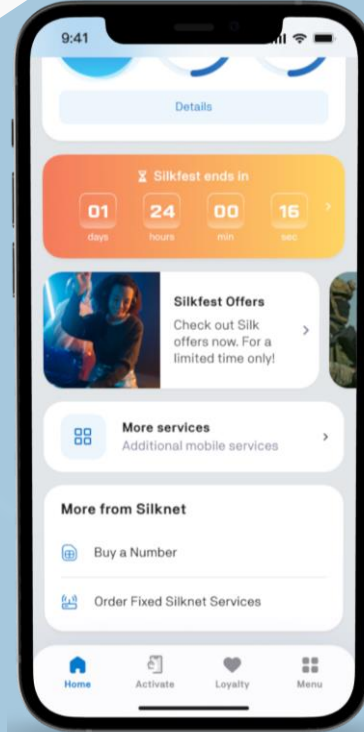 9:41
Details
Silkfest ends in
01 24 00 16
days hours min sec
Silkfest Offers
Check out Silk
offers now. For a
limited time only!
More services
Additional mobile services
More from Silknet
Buy a Number
Order Fixed Silknet Services
Home Activate Loyalty Menu